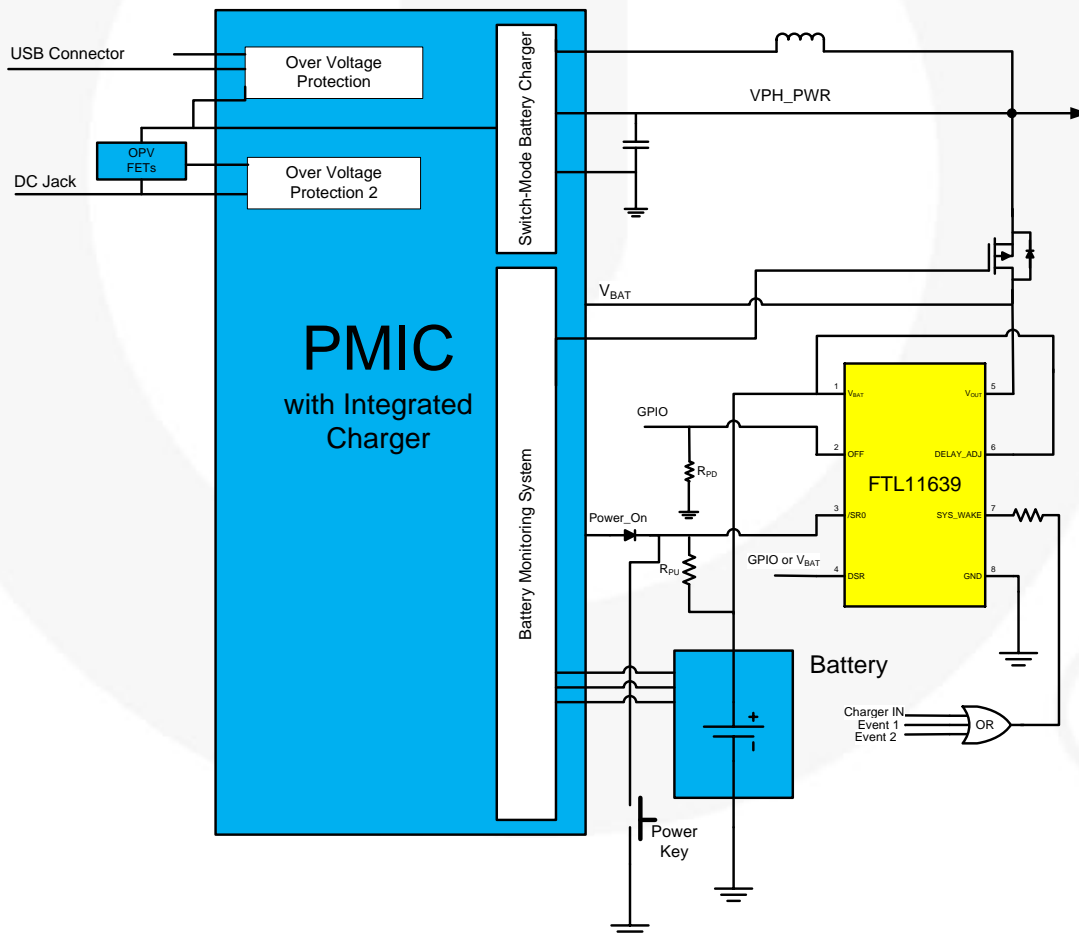 USB Connector
Over Voltage
Protection
OPV
FETs
DC Jack
Over Voltage
Protection 2
Switch-Mode Battery Charger
VPH_PWR
PMIC
with Integrated
Charger
Battery Monitoring System
VBAT
GPIO
RPD
Power_On
RPU
GPIO or VBAT
1
VBAT
2
OFF
3
/SR0
4
DSR
FTL11639
VOUT
5
DELAY_ADJ
6
SYS_WAKE
7
GND
8
Battery
+
Charger IN
Event 1
Event 2
OR
Power
Key